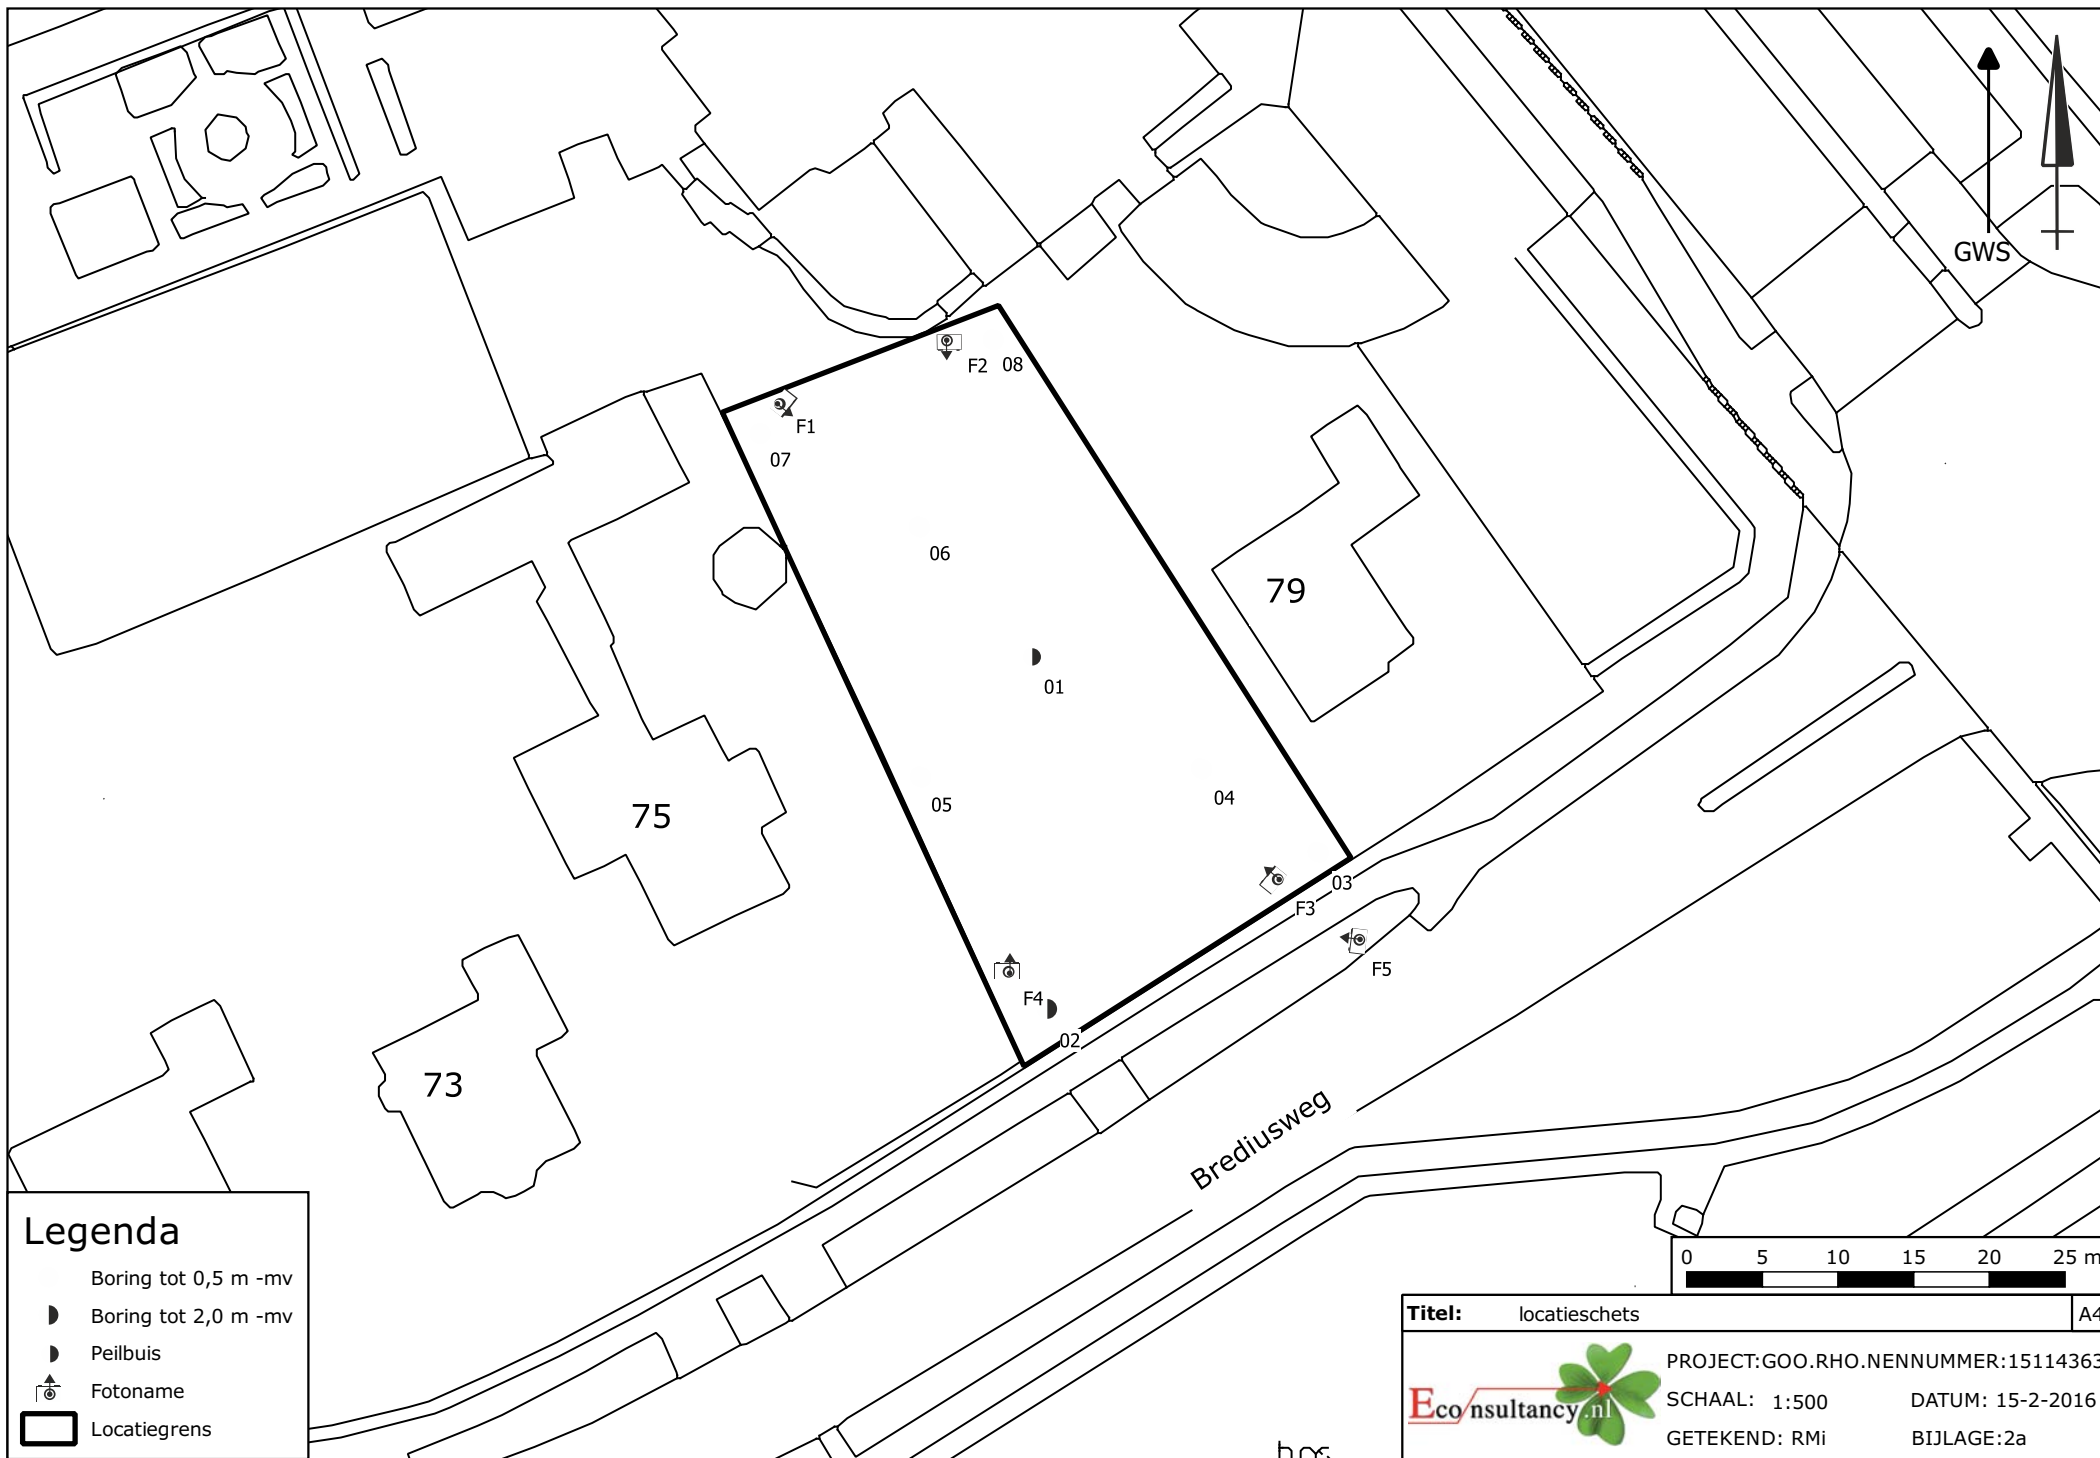 GWS
F2 08
F1
07
06
79
01
75
05
04
03
F3
F5
F4
02
73
Brediusweg
Legenda
Boring tot 0,5 m -mv
Boring tot 2,0 m -mv
Peilbuis
Fotoname
Locatiegrens
0 5 10 15 20 25 m
Titel: locatieschets A4
Econsultancy.nl
PROJECT:GOO.RHO.NENNUMMER:15114363
SCHAAL: 1:500 DATUM: 15-2-2016
GETEKEND: RMi BIJLAGE:2a